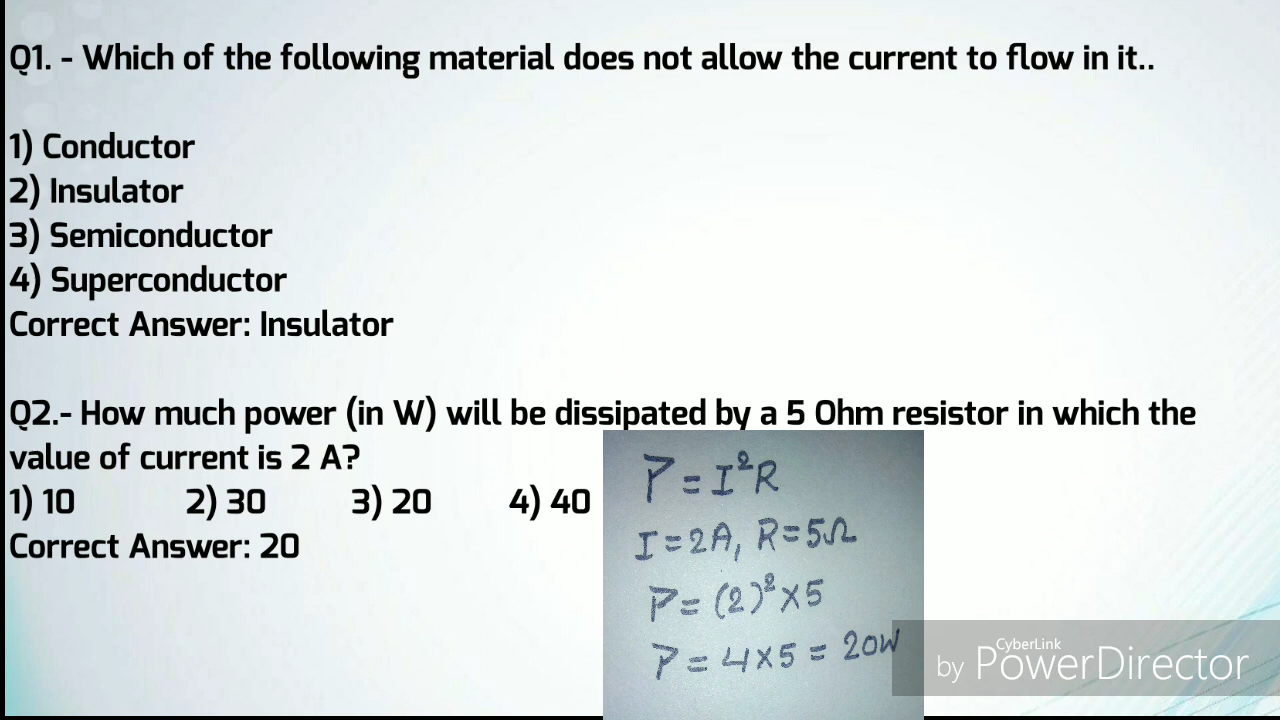 Q1. - Which of the following material does not allow the current to flow in it..
1) Conductor
2) Insulator
3) Semiconductor
4) Superconductor
Correct Answer: Insulator
Q2.- How much power (in W) will be dissipated by a 5 Ohm resistor in which the
value of current is 2 A?
1) 10 2) 30 3) 20 4) 40
Correct Answer: 20
P = I²R
I = 2A, R = 5Ω
P = (2)² × 5
P = 4 × 5 = 20W
CyberLink
by PowerDirector